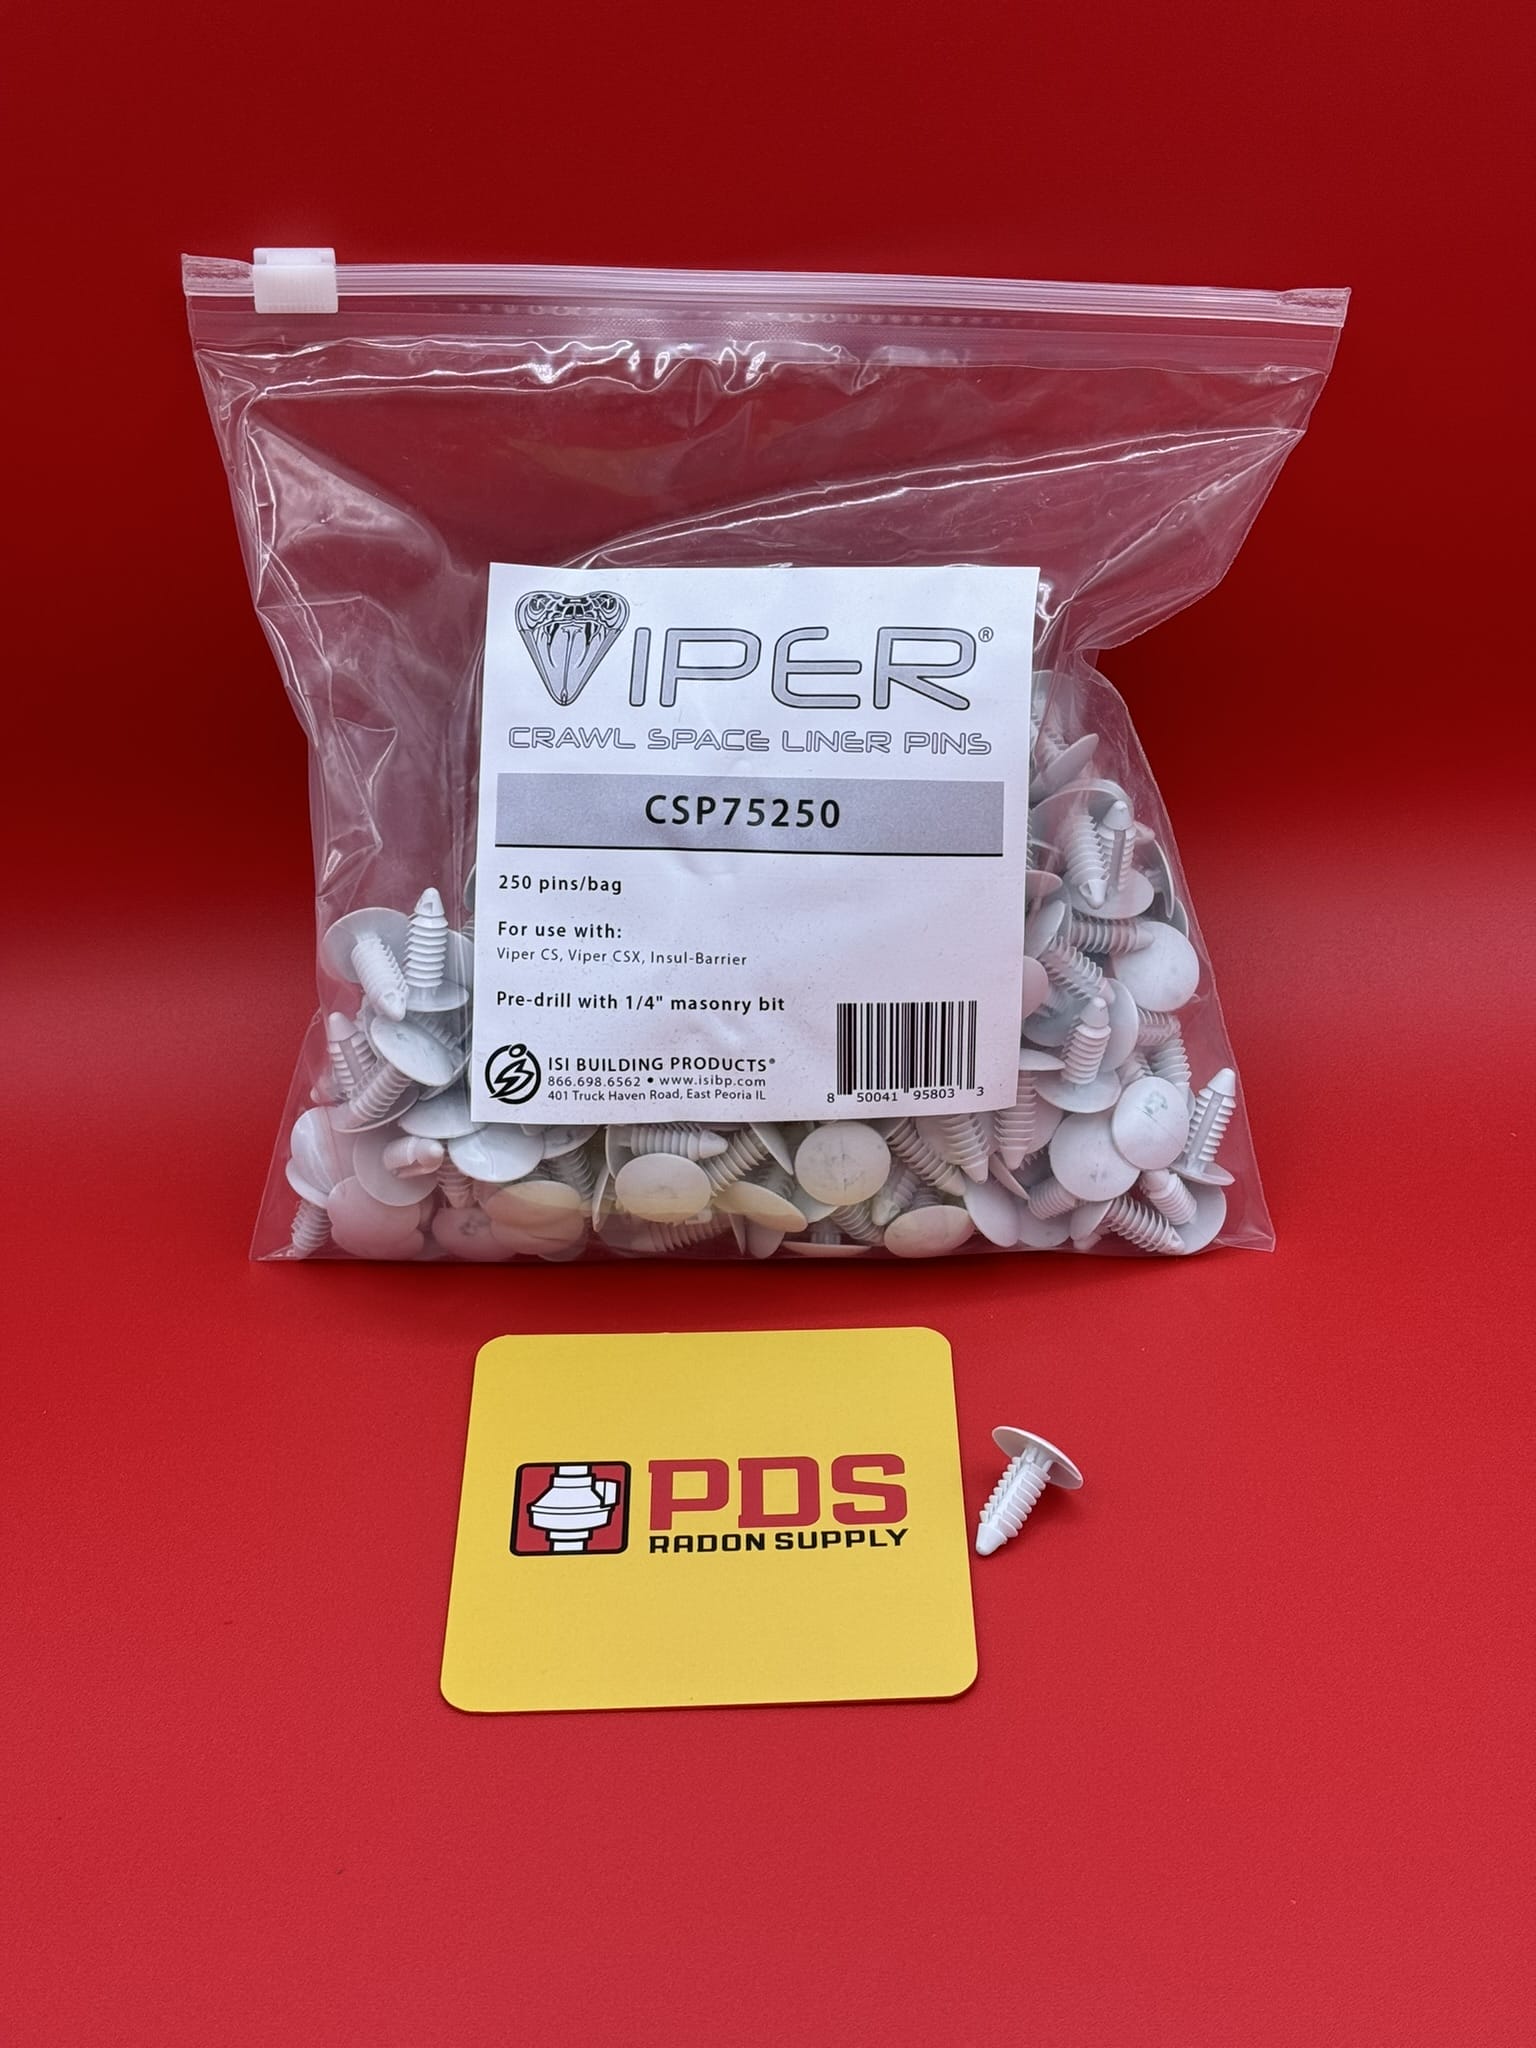 VIPER®
CRAWL SPACE LINER PINS
CSP75250
250 pins/bag
For use with:
Viper CS, Viper CSX, Insul-Barrier
Pre-drill with 1/4" masonry bit
ISI BUILDING PRODUCTS®
866.698.6562 • www.isibp.com
401 Truck Haven Road, East Peoria IL
8 50041 95803 3
PDS
RADON SUPPLY